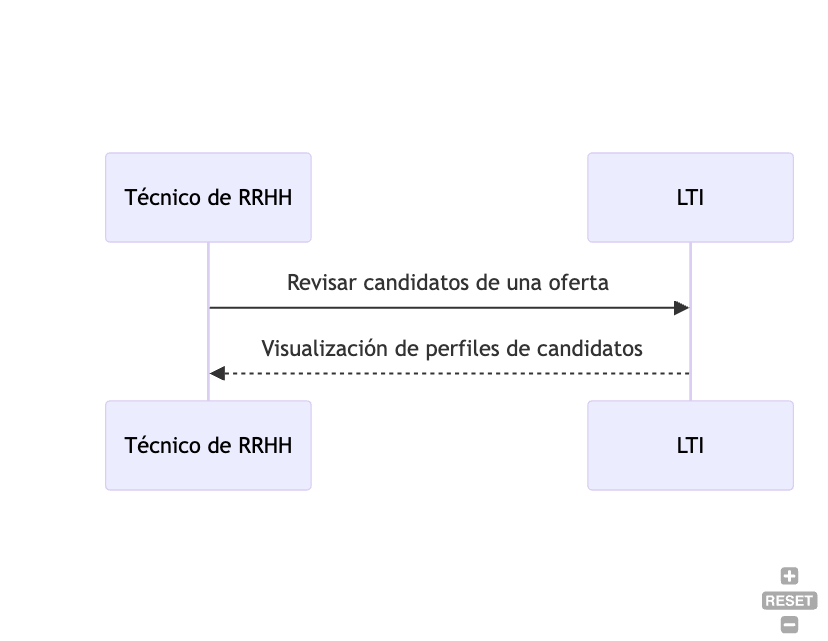 Técnico de RRHH
LTI
Revisar candidatos de una oferta
Visualización de perfiles de candidatos
Técnico de RRHH
LTI
+
RESET
−